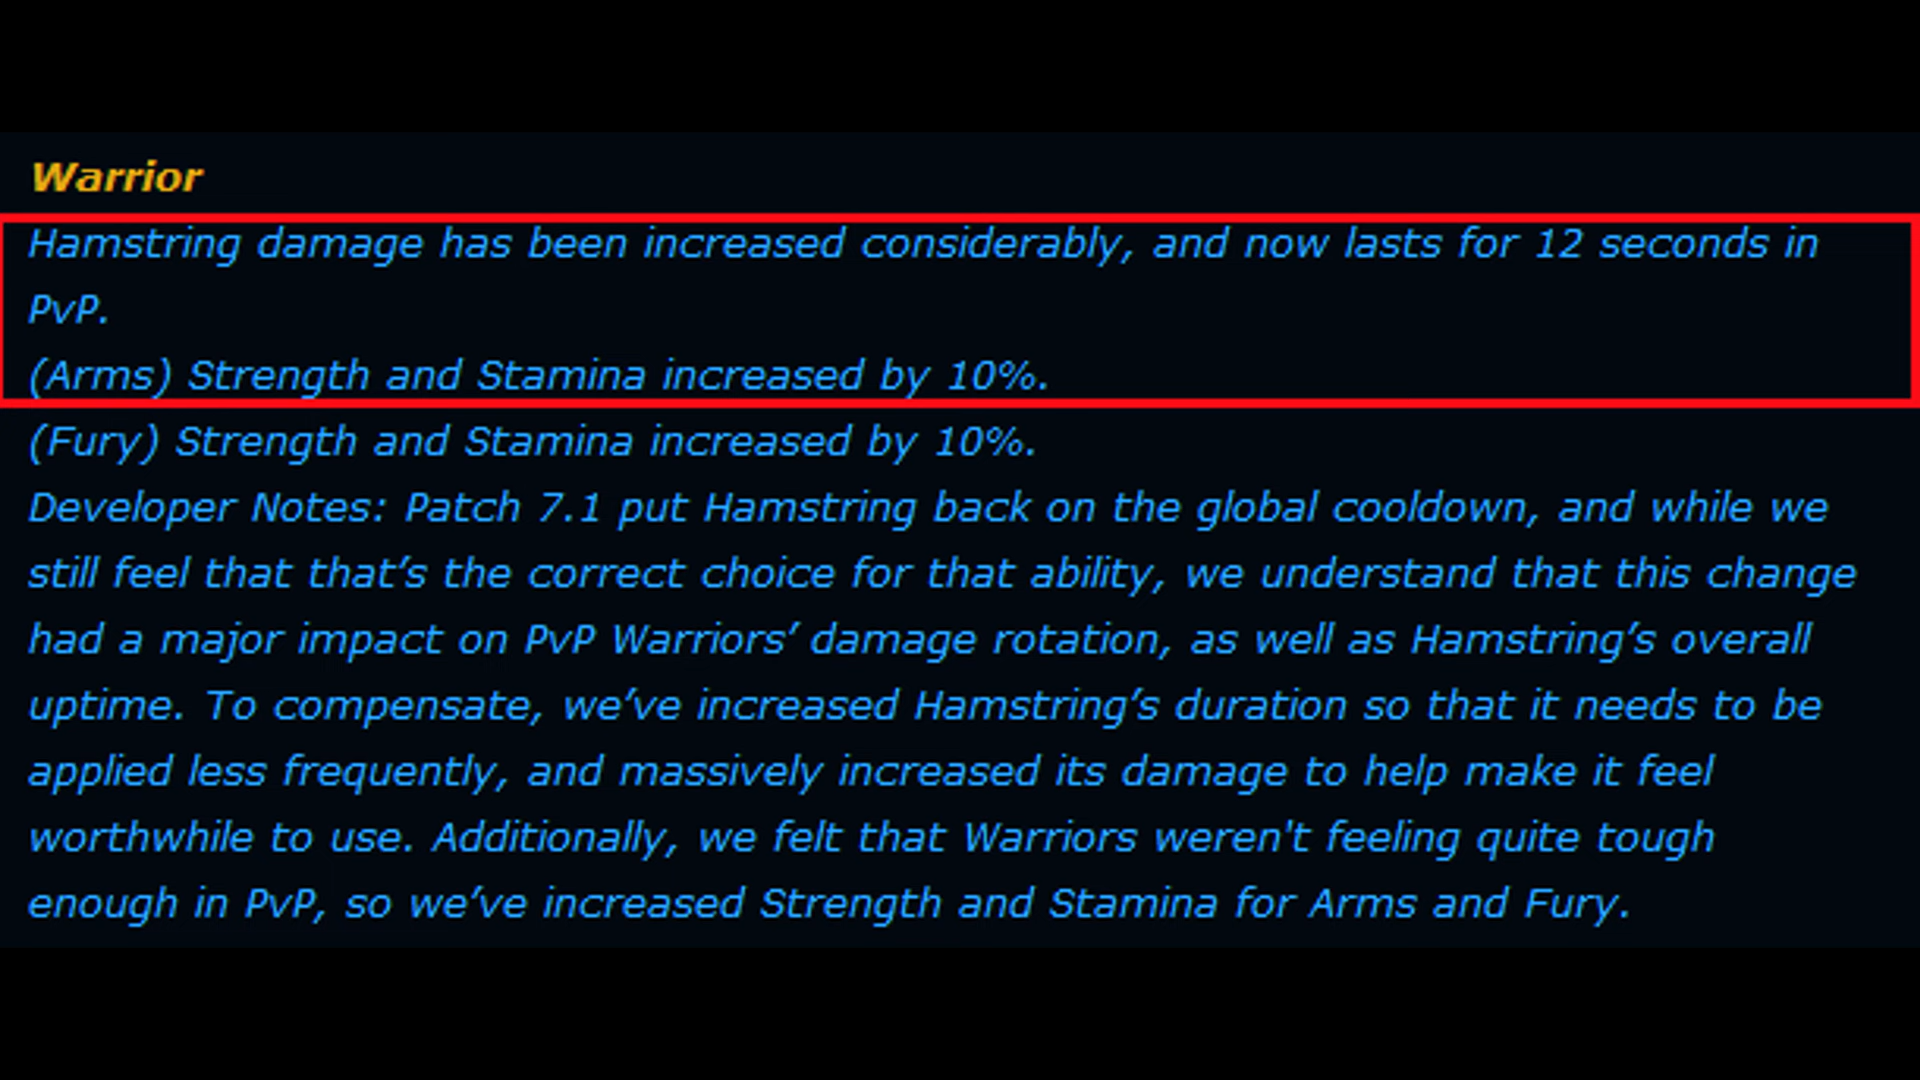 Warrior
Hamstring damage has been increased considerably, and now lasts for 12 seconds in
PvP.
(Arms) Strength and Stamina increased by 10%.
(Fury) Strength and Stamina increased by 10%.
Developer Notes: Patch 7.1 put Hamstring back on the global cooldown, and while we
still feel that that’s the correct choice for that ability, we understand that this change
had a major impact on PvP Warriors’ damage rotation, as well as Hamstring’s overall
uptime. To compensate, we’ve increased Hamstring’s duration so that it needs to be
applied less frequently, and massively increased its damage to help make it feel
worthwhile to use. Additionally, we felt that Warriors weren't feeling quite tough
enough in PvP, so we’ve increased Strength and Stamina for Arms and Fury.